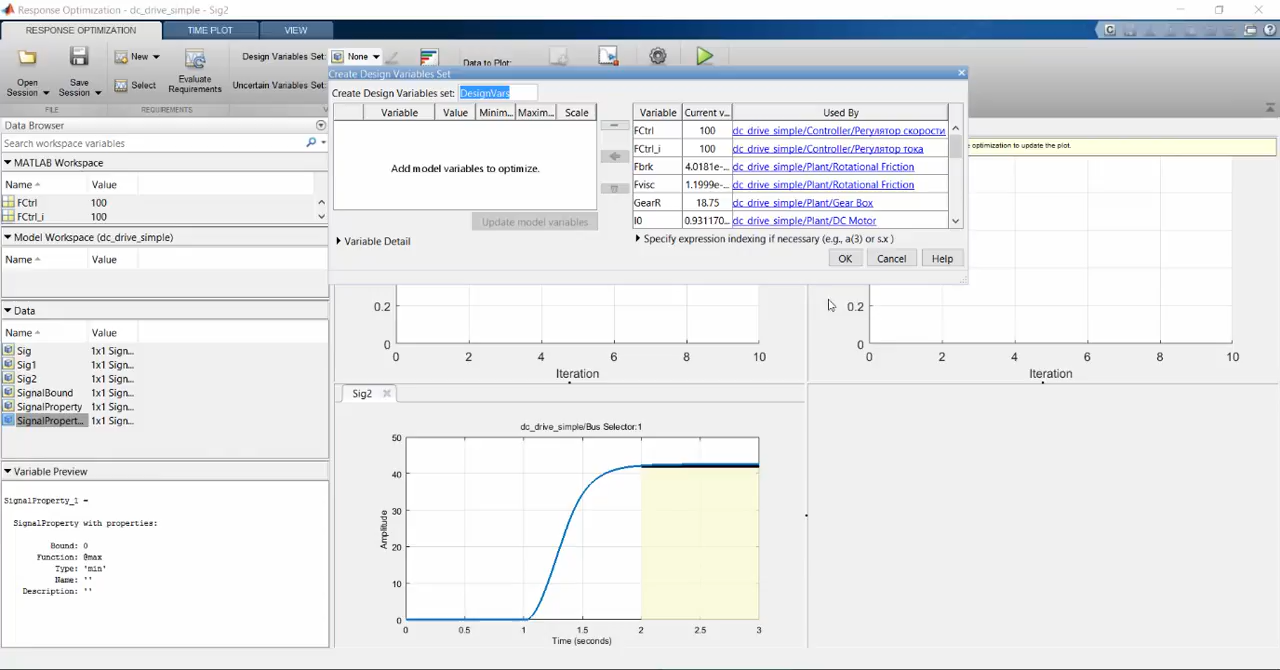 Response Optimization - dc_drive_simple - Sig2
RESPONSE OPTIMIZATION
TIME PLOT
VIEW
Open
Session
Save
Session
FILE
New
Select
Evaluate
Requirements
REQUIREMENTS
Design Variables Set:
None
Uncertain Variables Set:
Data to Plot:
Create Design Variables Set
Create Design Variables set:
DesignVars
Variable
Value
Minim...
Maxim...
Scale
Add model variables to optimize.
Update model variables
Variable Detail
Variable
Current v...
Used By
FCtrl
100
dc_drive_simple/Controller/Регулятор скорости
FCtrl_i
100
dc_drive_simple/Controller/Регулятор тока
Fbrk
4.0181e-...
dc_drive_simple/Plant/Rotational Friction
Fvisc
1.1999e-...
dc_drive_simple/Plant/Rotational Friction
GearR
18.75
dc_drive_simple/Plant/Gear Box
I0
0.931170...
dc_drive_simple/Plant/DC Motor
Specify expression indexing if necessary (e.g., a(3) or s.x )
OK
Cancel
Help
e optimization to update the plot.
Data Browser
Search workspace variables
MATLAB Workspace
Name
Value
FCtrl
100
FCtrl_i
100
Model Workspace (dc_drive_simple)
Name
Value
Data
Name
Value
Sig
1x1 Sign...
Sig1
1x1 Sign...
Sig2
1x1 Sign...
SignalBound
1x1 Sign...
SignalProperty
1x1 Sign...
SignalPropert...
1x1 Sign...
Variable Preview
SignalProperty_1 =
SignalProperty with properties:
Bound: 0
Function: @max
Type: 'min'
Name: ''
Description: ''
0.2
0
0
2
4
6
8
10
Iteration
0.2
0
0
2
4
6
8
10
Iteration
Sig2
dc_drive_simple/Bus Selector:1
50
40
30
20
10
0
Amplitude
0
0.5
1
1.5
2
2.5
3
Time (seconds)